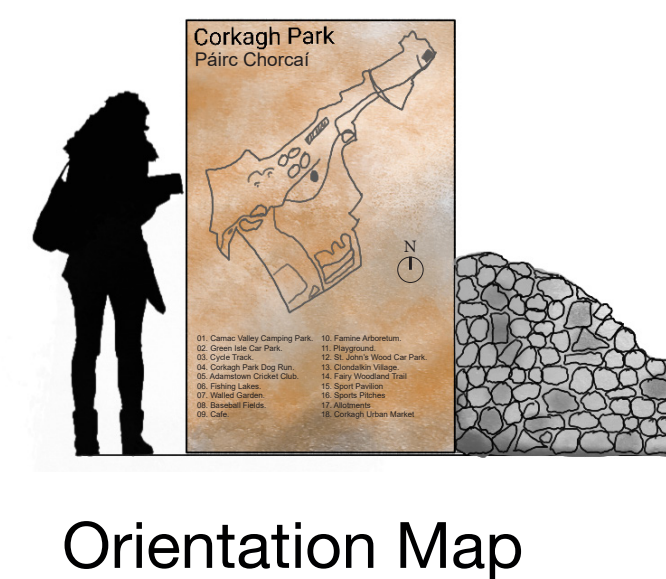 Corkagh Park
Páirc Chorcaí
N
01. Camac Valley Camping Park.
02. Green Isle Car Park.
03. Cycle Track.
04. Corkagh Park Dog Run.
05. Adamstown Cricket Club.
06. Fishing Lakes.
07. Walled Garden.
08. Baseball Fields.
09. Cafe.
10. Famine Arboretum.
11. Playground.
12. St. John's Wood Car Park.
13. Clondalkin Village.
14. Fairy Woodland Trail
15. Sport Pavilion
16. Sports Pitches
17. Allotments
18. Corkagh Urban Market
Orientation Map